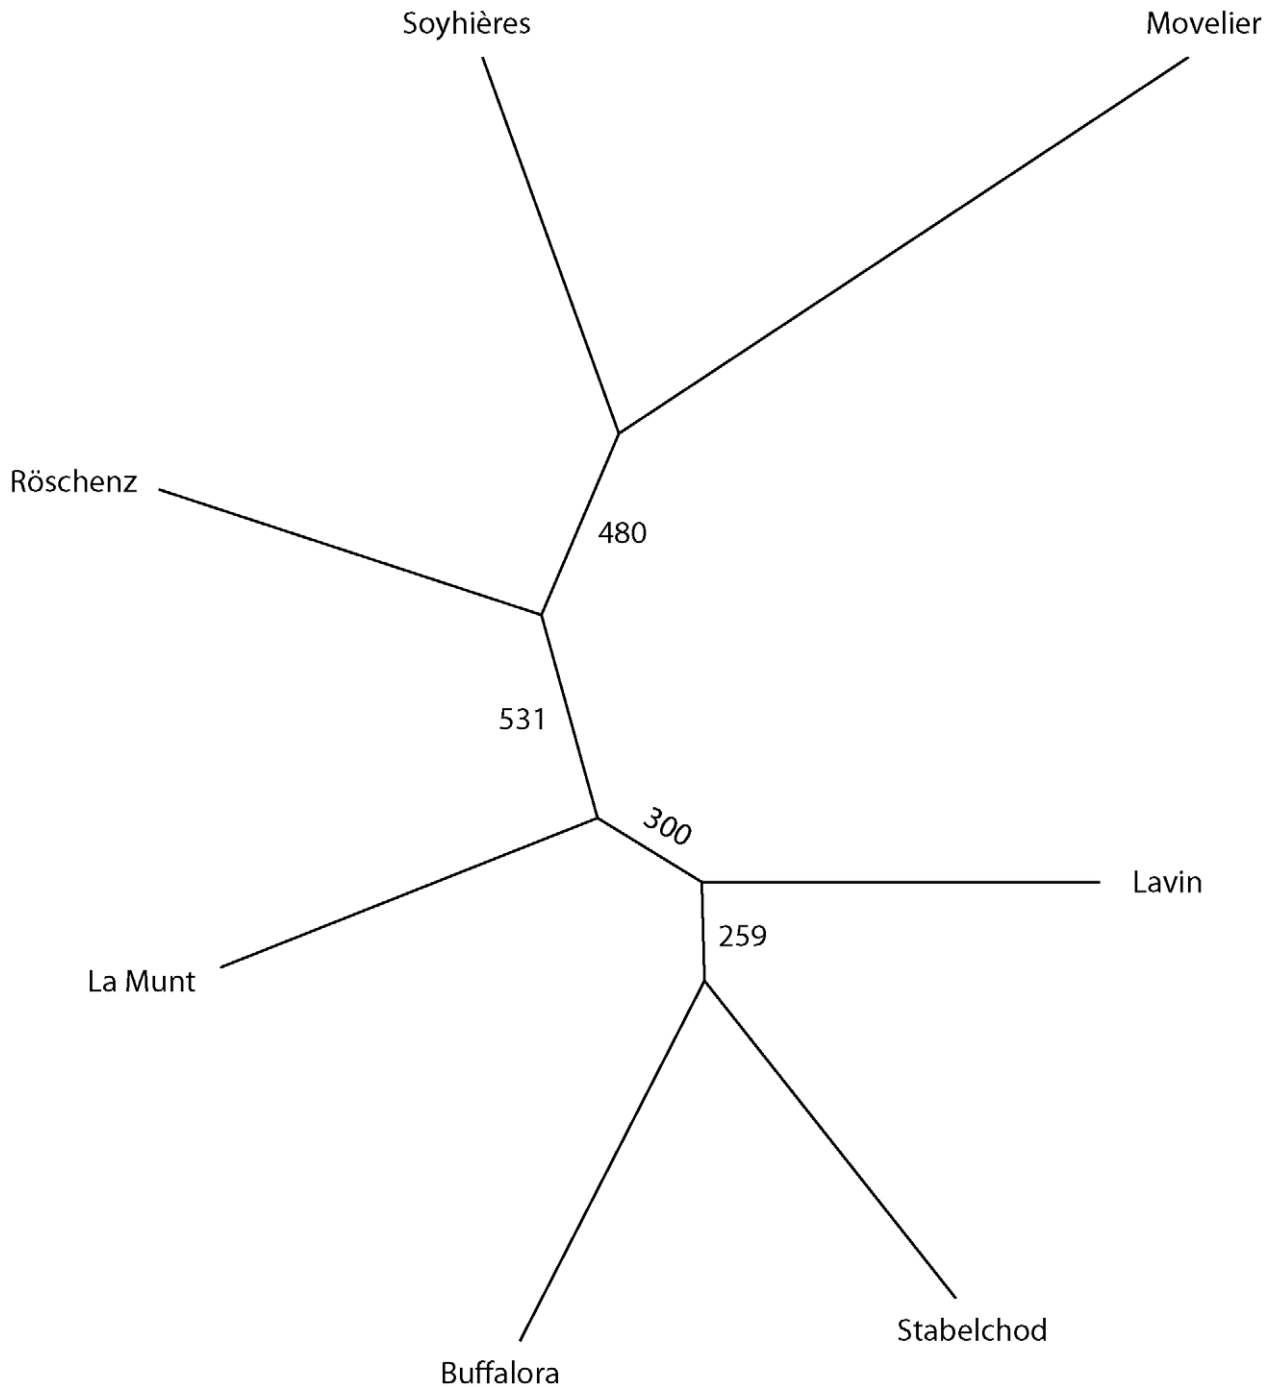 Soyhières
Movelier
Röschenz
480
531
300
Lavin
259
La Munt
Stabelchod
Buffalora